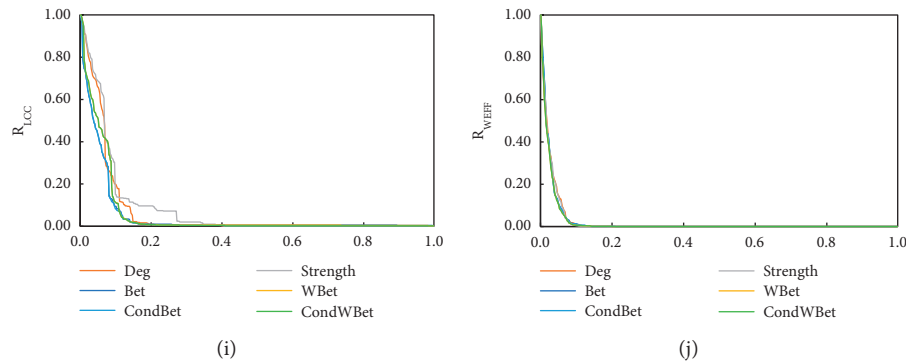 1.00
0.80
0.60
0.40
0.20
0.00
R_LCC
0.0 0.2 0.4 0.6 0.8 1.0
Deg Strength
Bet WBet
CondBet CondWBet
(i)
1.00
0.80
0.60
0.40
0.20
0.00
R_WEFF
0.0 0.2 0.4 0.6 0.8 1.0
Deg Strength
Bet WBet
CondBet CondWBet
(j)